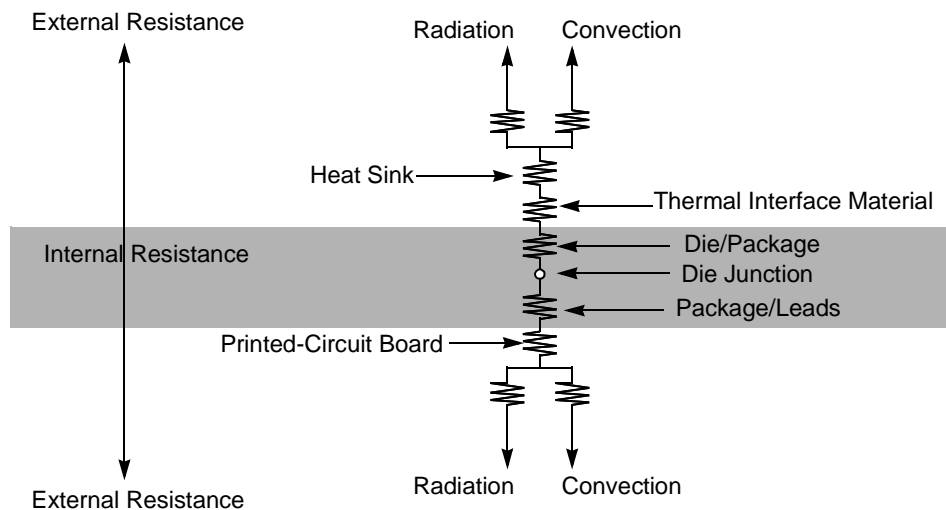 External Resistance
Radiation
Convection
Heat Sink
Thermal Interface Material
Internal Resistance
Die/Package
Die Junction
Package/Leads
Printed-Circuit Board
Radiation
Convection
External Resistance